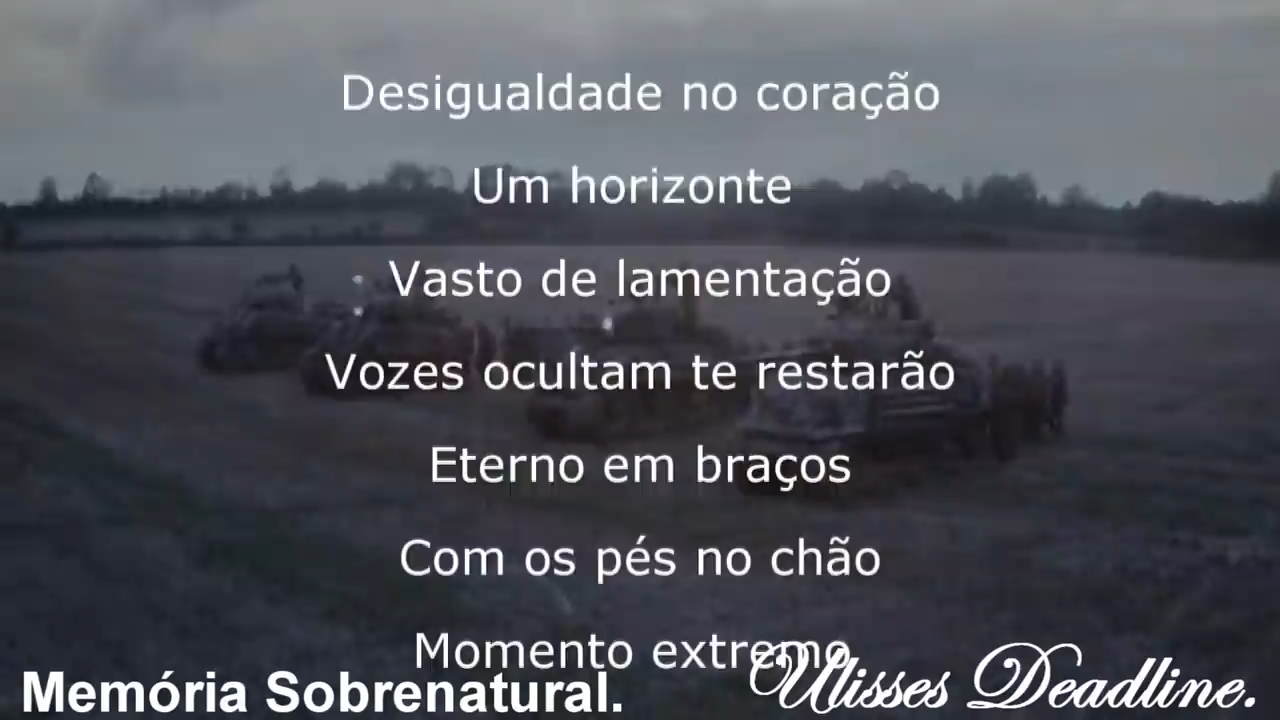 Desigualdade no coração
Um horizonte
Vasto de lamentação
Vozes ocultam te restarão
Eterno em braços
Com os pés no chão
Momento extremo
Memória Sobrenatural.
Ulisses Deadline.